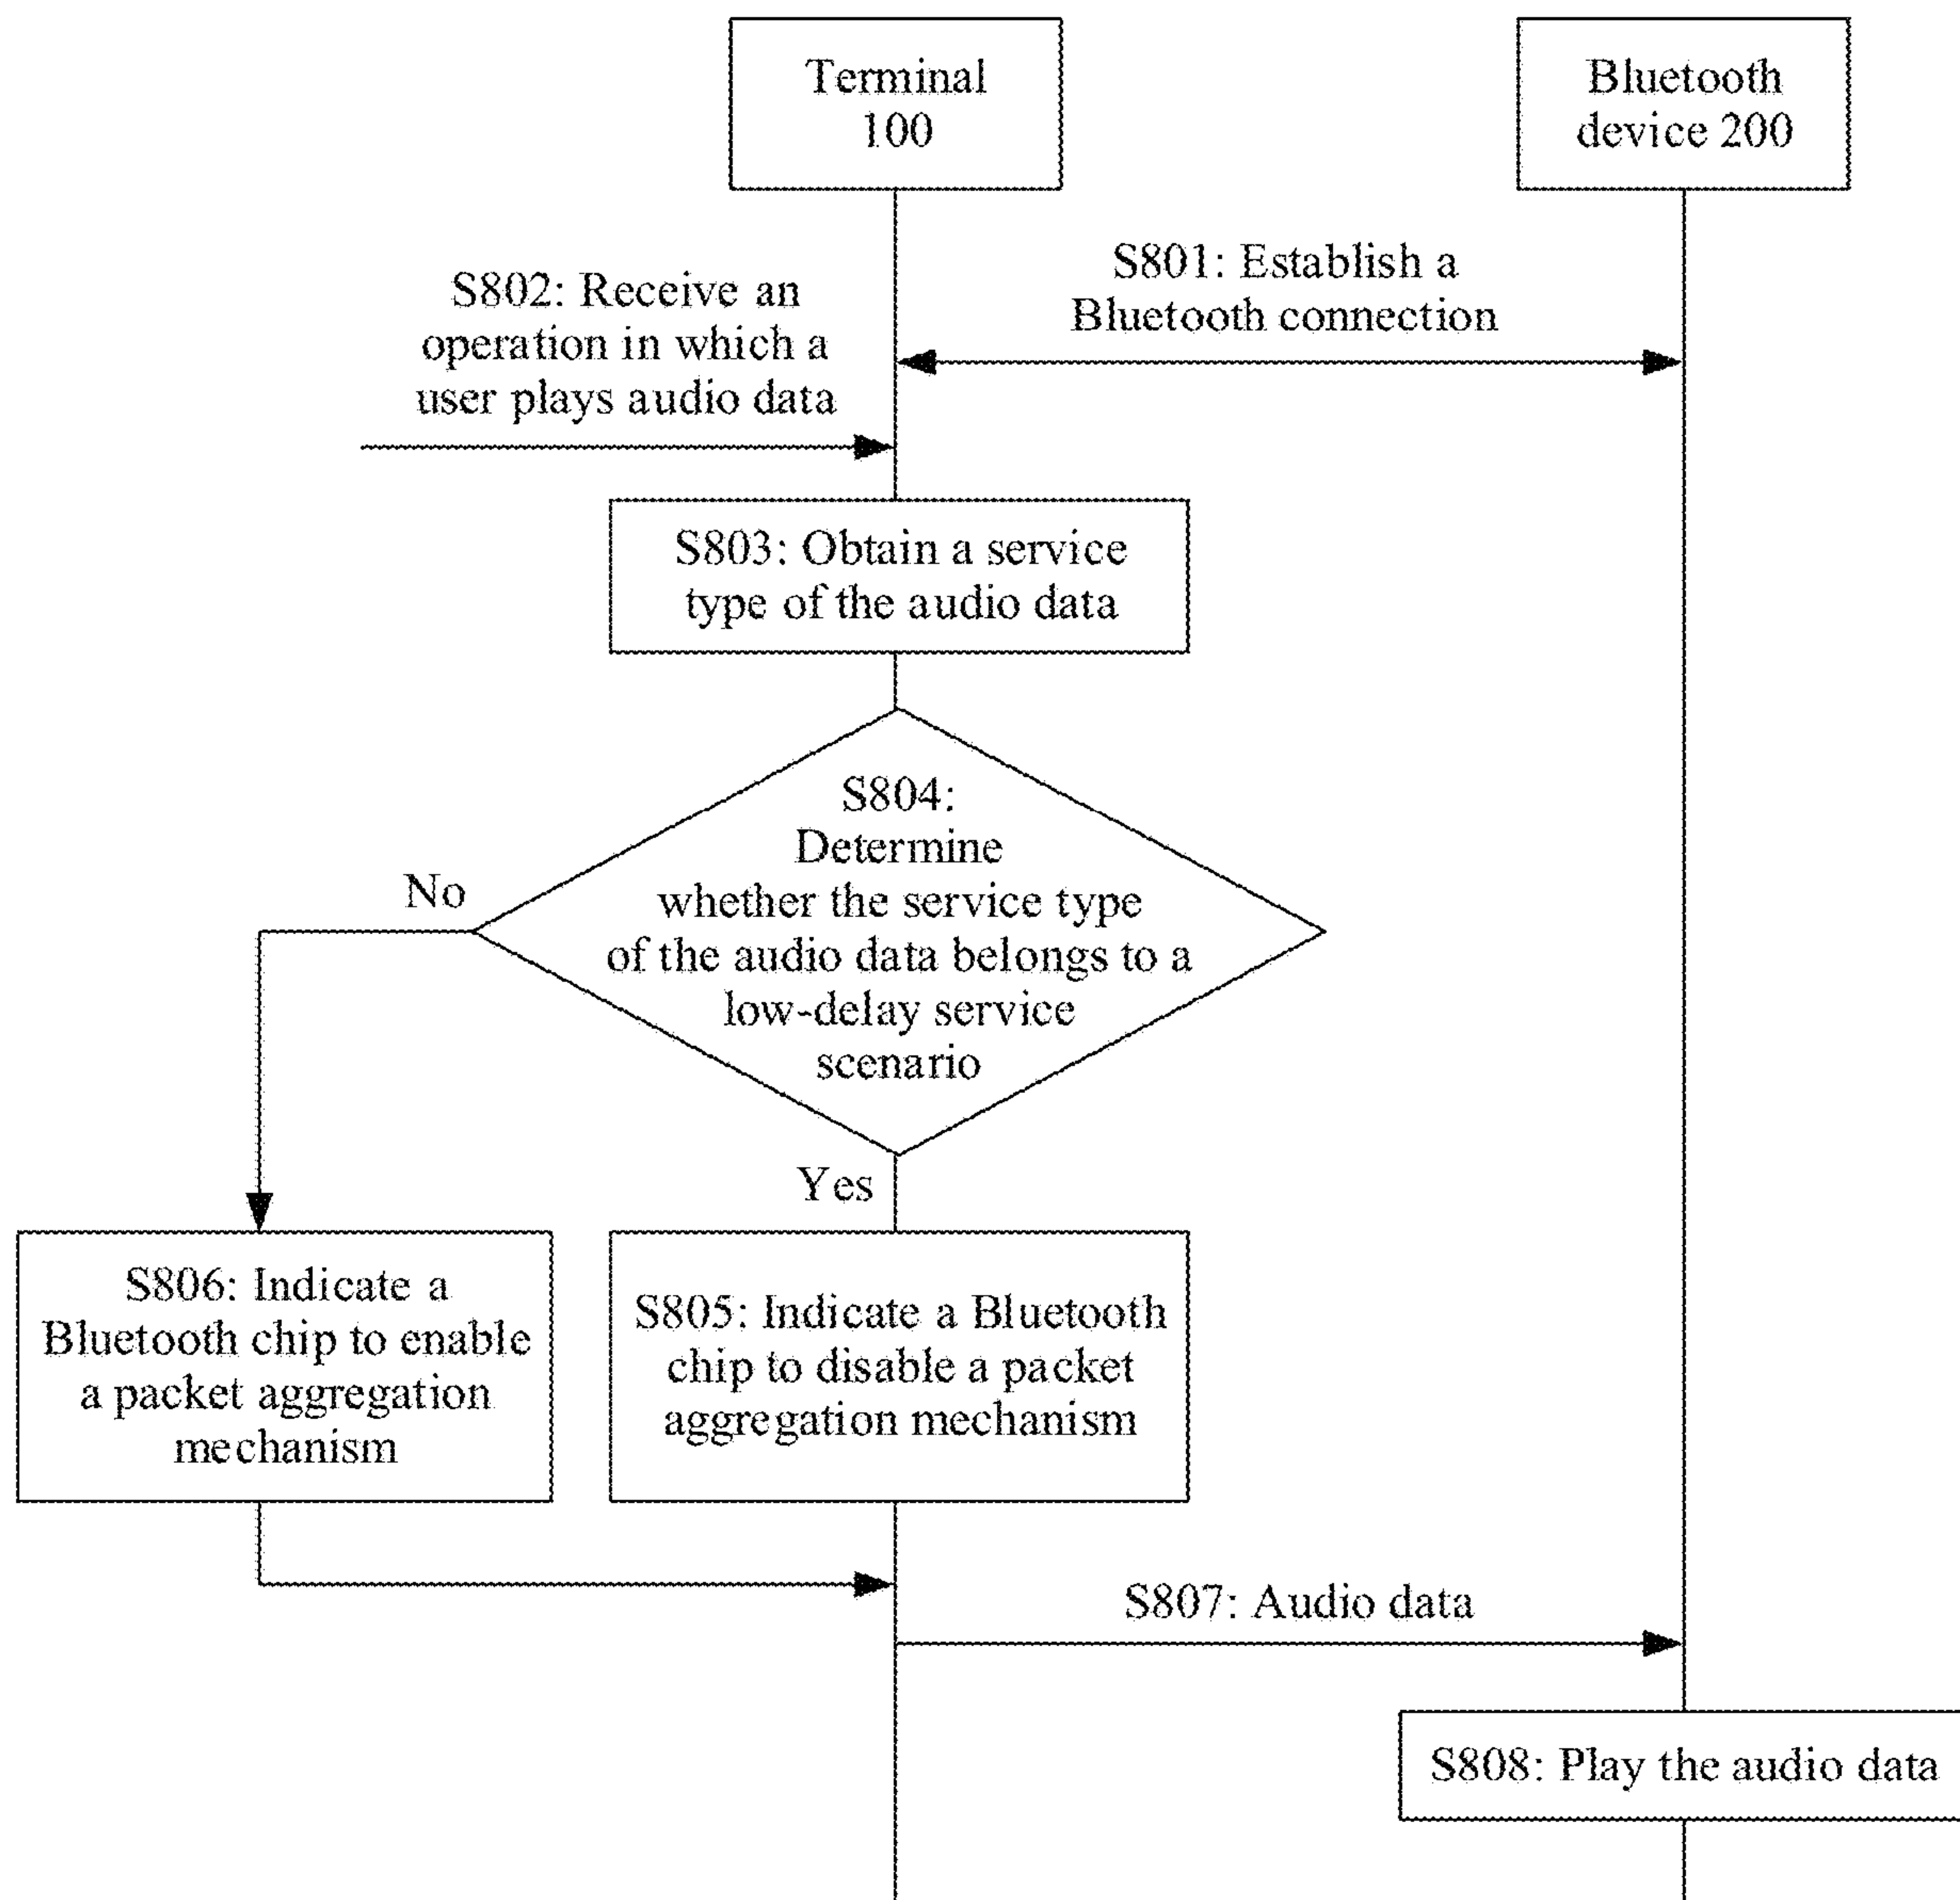 Terminal
100
Bluetooth
device 200
S801: Establish a
Bluetooth connection
S802: Receive an
operation in which a
user plays audio data
S803: Obtain a service
type of the audio data
S804:
Determine
whether the service type
of the audio data belongs to a
low-delay service
scenario
No
Yes
S806: Indicate a
Bluetooth chip to enable
a packet aggregation
mechanism
S805: Indicate a Bluetooth
chip to disable a packet
aggregation mechanism
S807: Audio data
S808: Play the audio data